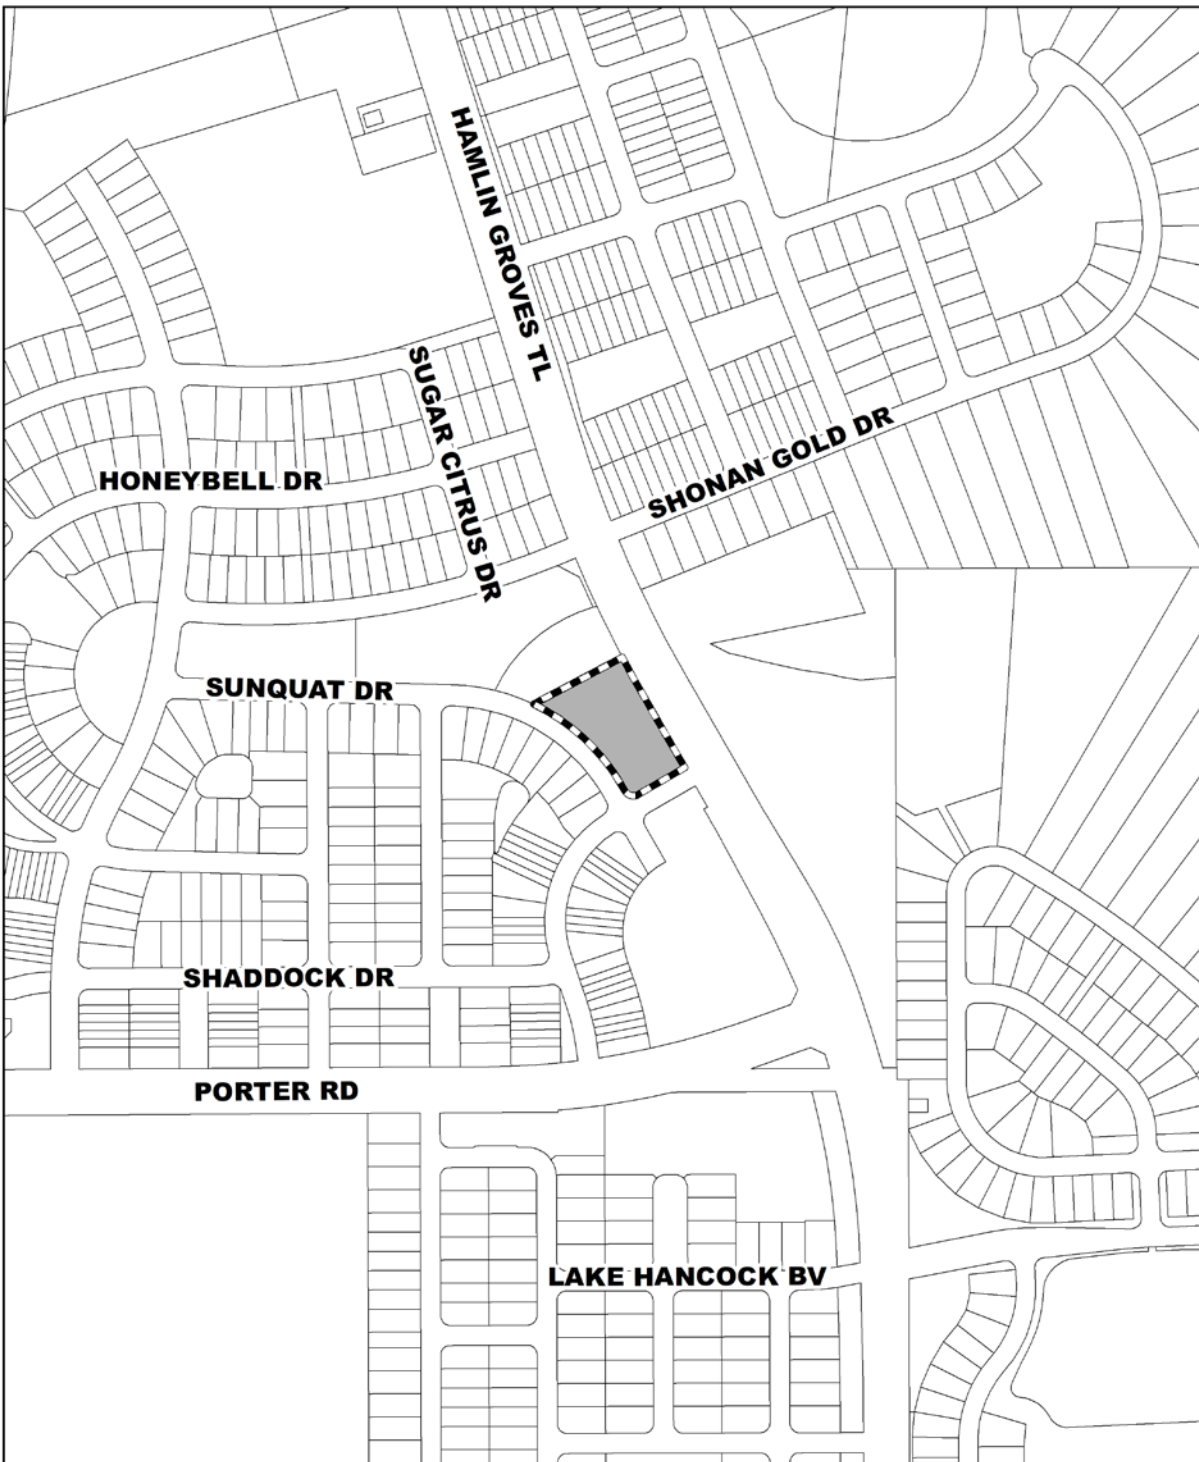 HAMLIN GROVES TL
SUGAR CITRUS DR
SHONAN GOLD DR
HONEYBELL DR
SUNQUAT DR
SHADDOCK DR
PORTER RD
LAKE HANCOCK BV